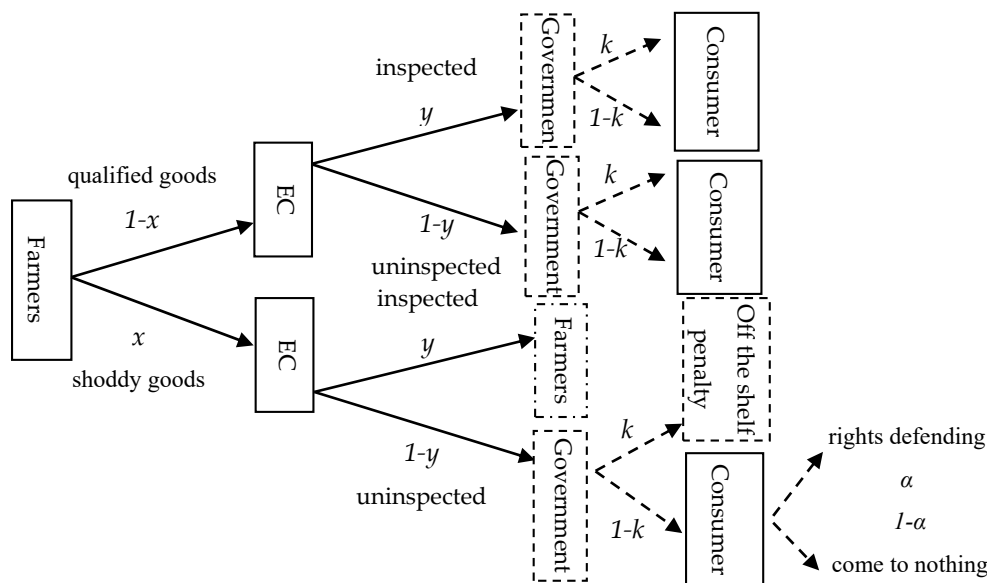 Farmers
qualified goods
1-x
x
shoddy goods
EC
inspected
y
1-y
uninspected
EC
inspected
y
1-y
uninspected
Governmen
k
1-k
Consumer
Government
k
1-k
Consumer
Farmers
Government
k
1-k
Off the shelf
penalty
Consumer
rights defending
α
1-α
come to nothing